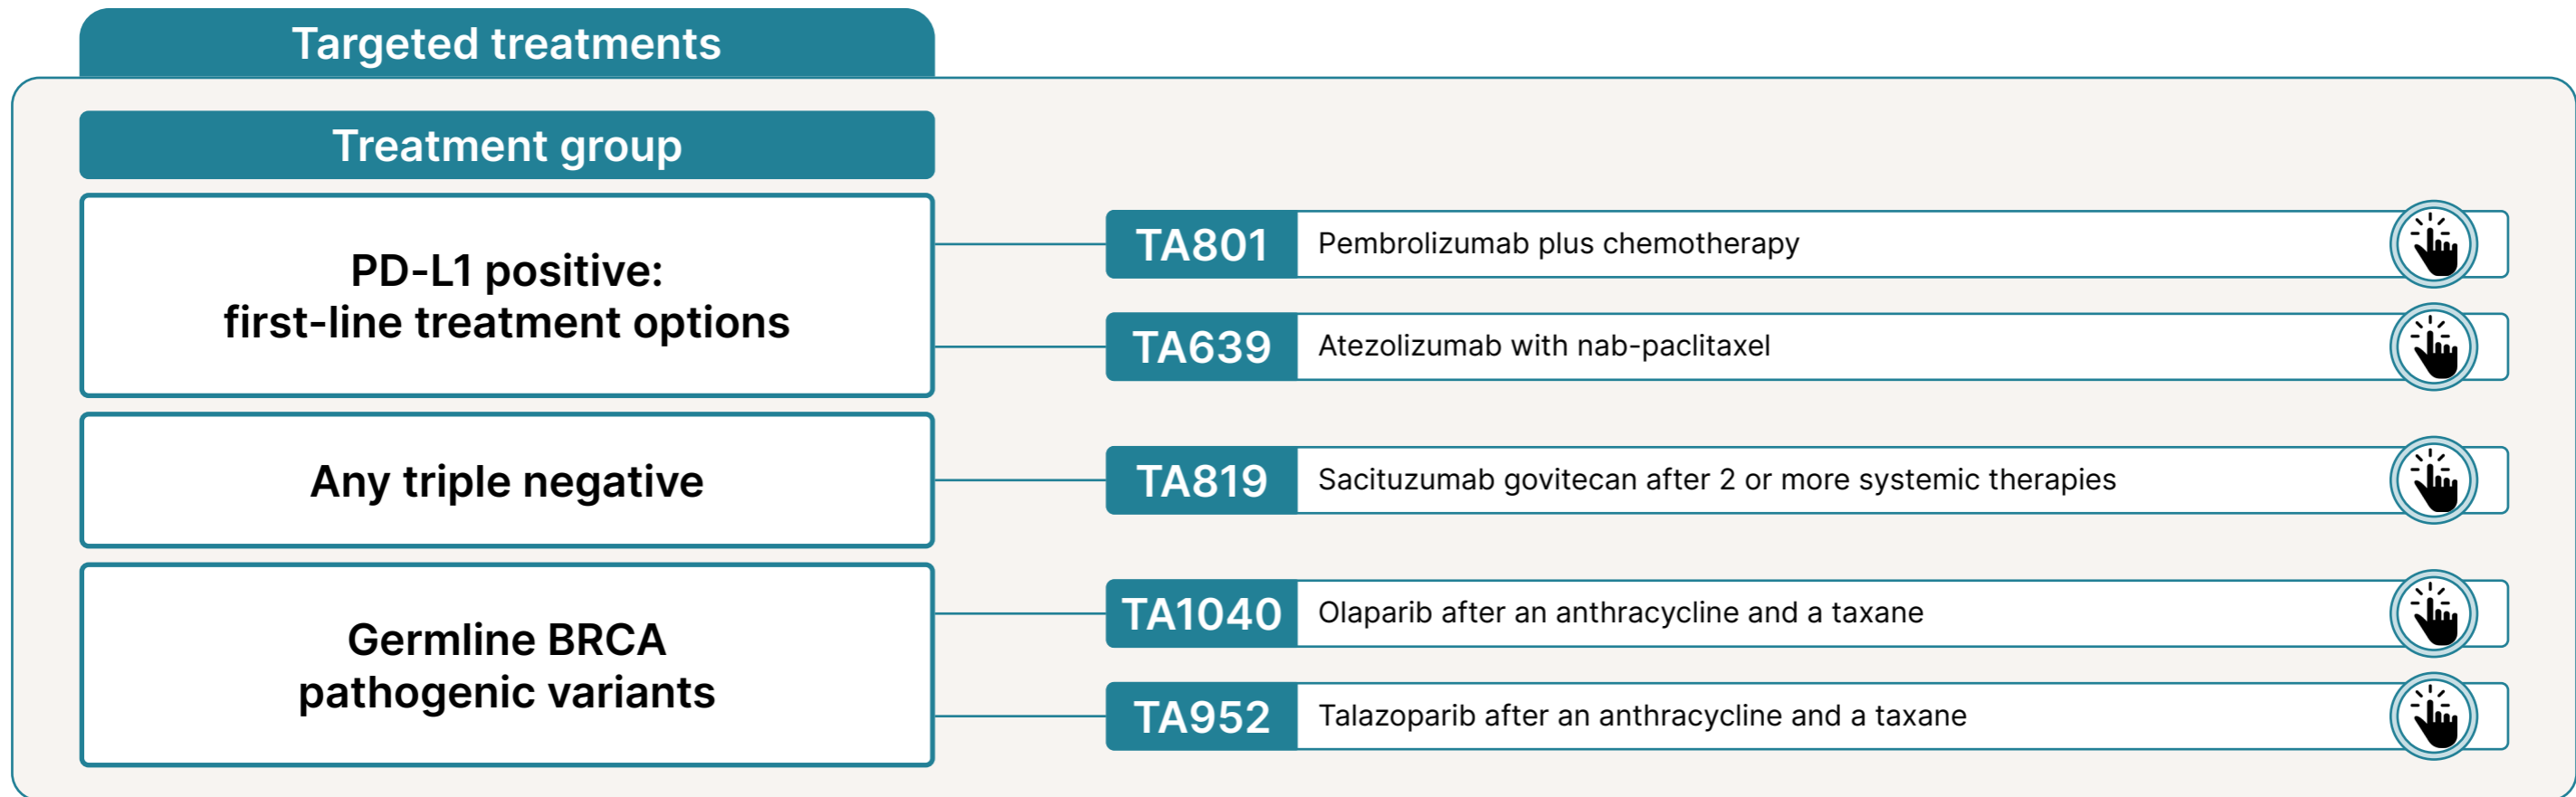 Targeted treatments
Treatment group
PD-L1 positive:
first-line treatment options
TA801 Pembrolizumab plus chemotherapy
TA639 Atezolizumab with nab-paclitaxel
Any triple negative
TA819 Sacituzumab govitecan after 2 or more systemic therapies
Germline BRCA
pathogenic variants
TA1040 Olaparib after an anthracycline and a taxane
TA952 Talazoparib after an anthracycline and a taxane